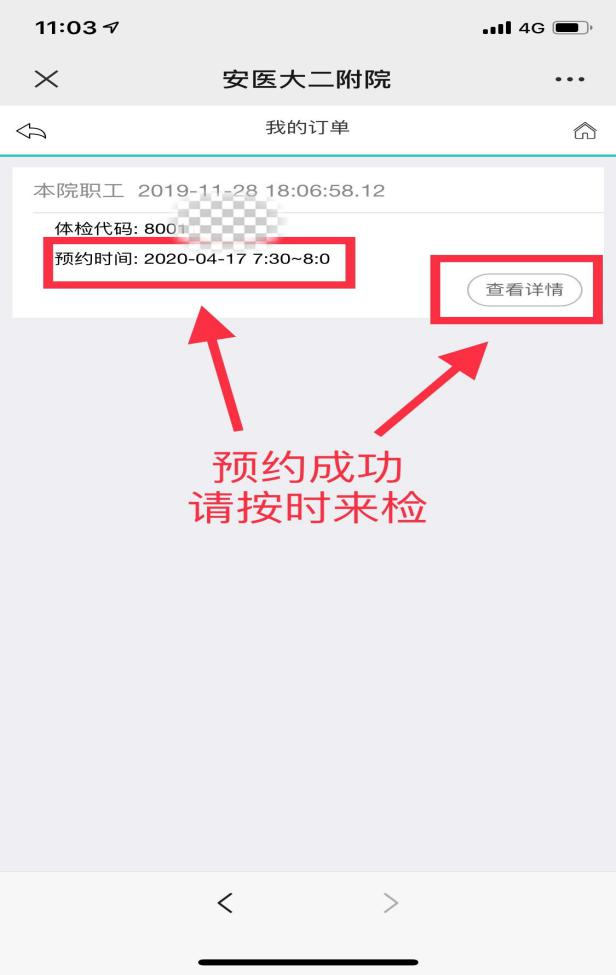 11:03
4G
安医大二附院
我的订单
本院职工 2019-11-28 18:06:58.12
体检代码: 8001
预约时间: 2020-04-17 7:30~8:0
查看详情
预约成功
请按时来检